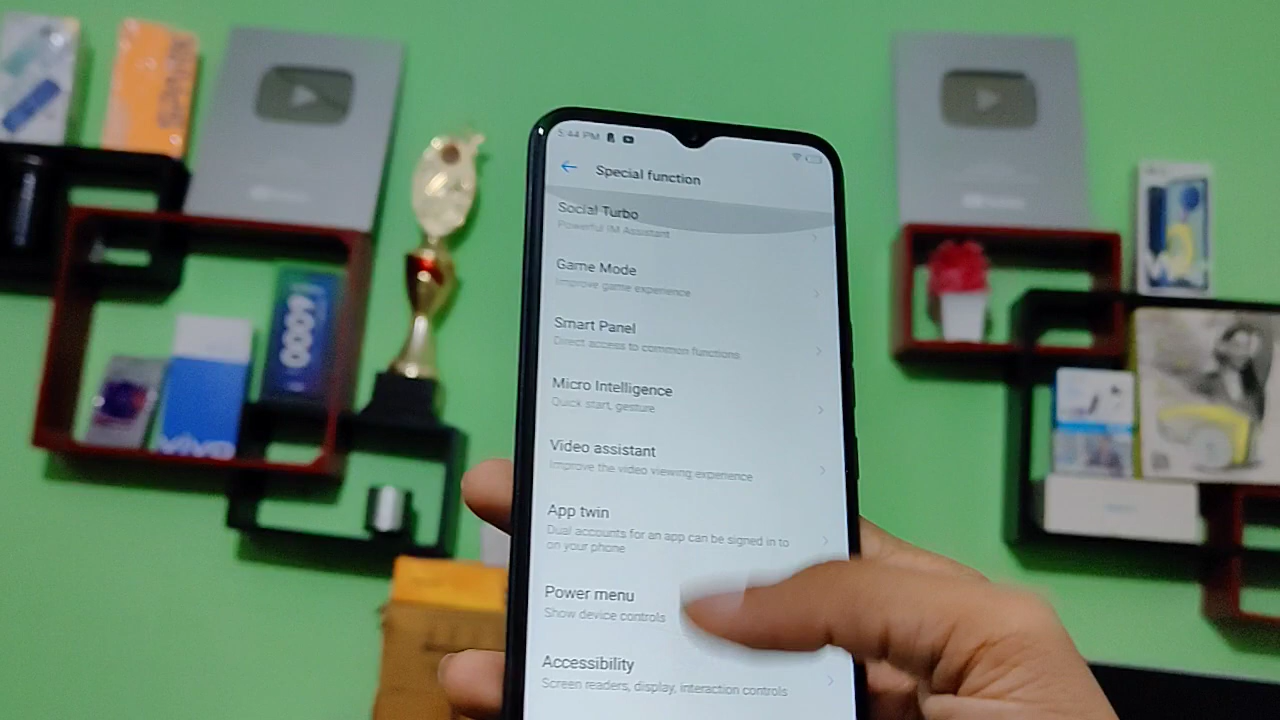 5:44 PM
Special function
Social Turbo
Powerful IM Assistant
Game Mode
Improve game experience
Smart Panel
Direct access to common functions
Micro Intelligence
Quick start, gesture
Video assistant
Improve the video viewing experience
App twin
Dual accounts for an app can be signed in to
on your phone
Power menu
Show device controls
Accessibility
Screen readers, display, interaction controls
6000
vivo